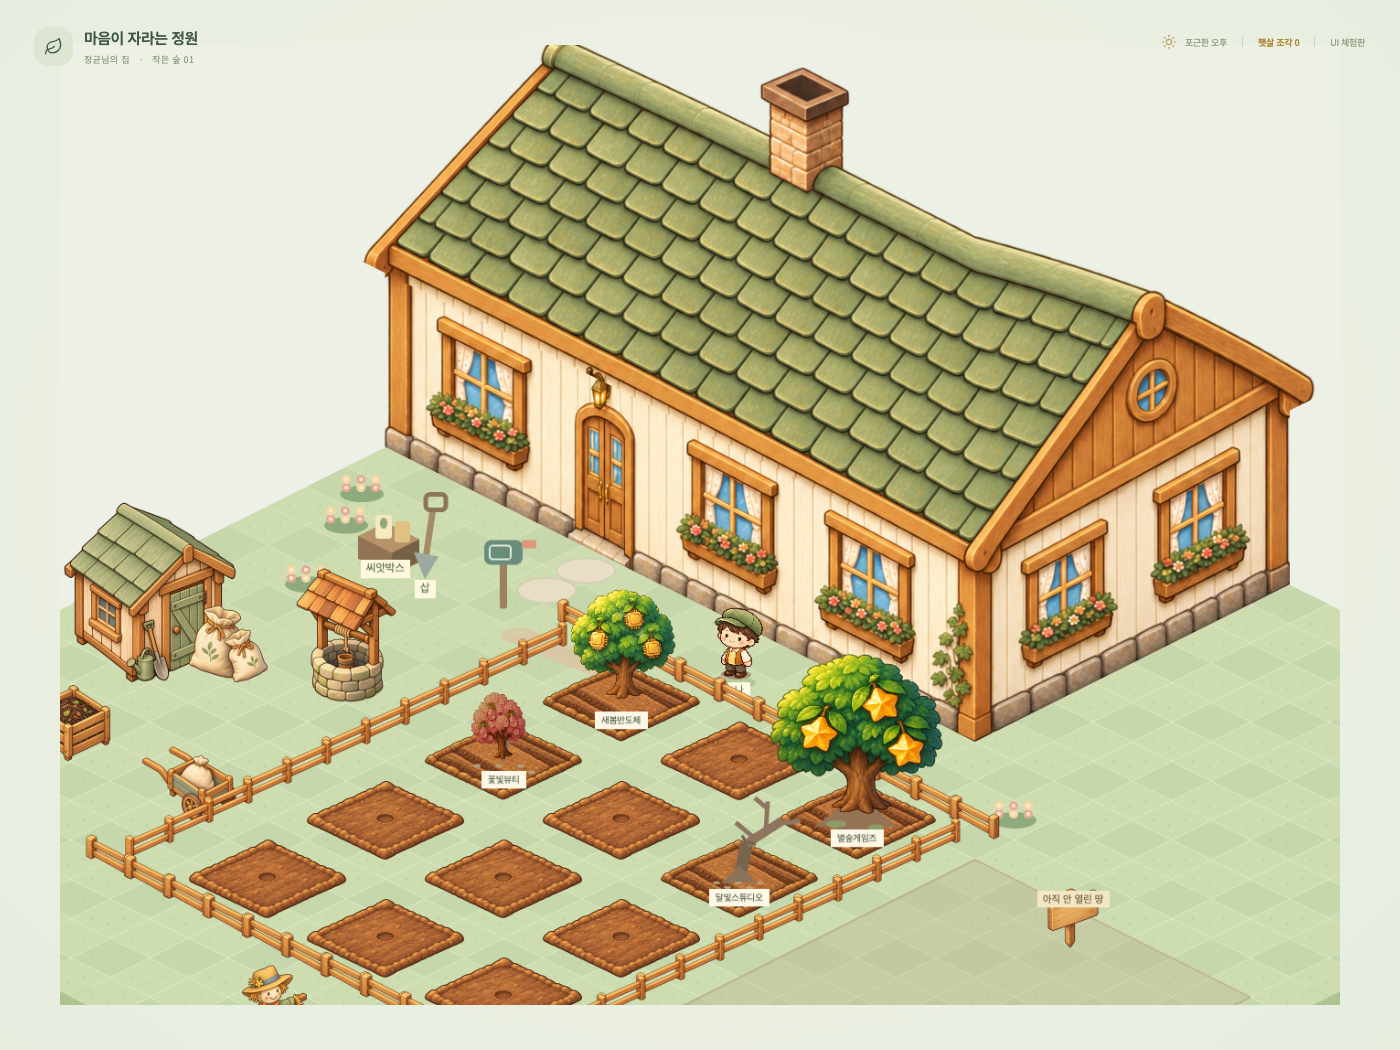 마음이 자라는 정원
정균님의 집 · 작은 숲 01
포근한 오후
햇살 조각 0
UI 체험판
씨앗박스
삽
나
새봄반도체
꽃빛뷰티
별숲게임즈
달빛스튜디오
아직 안 열린 땅